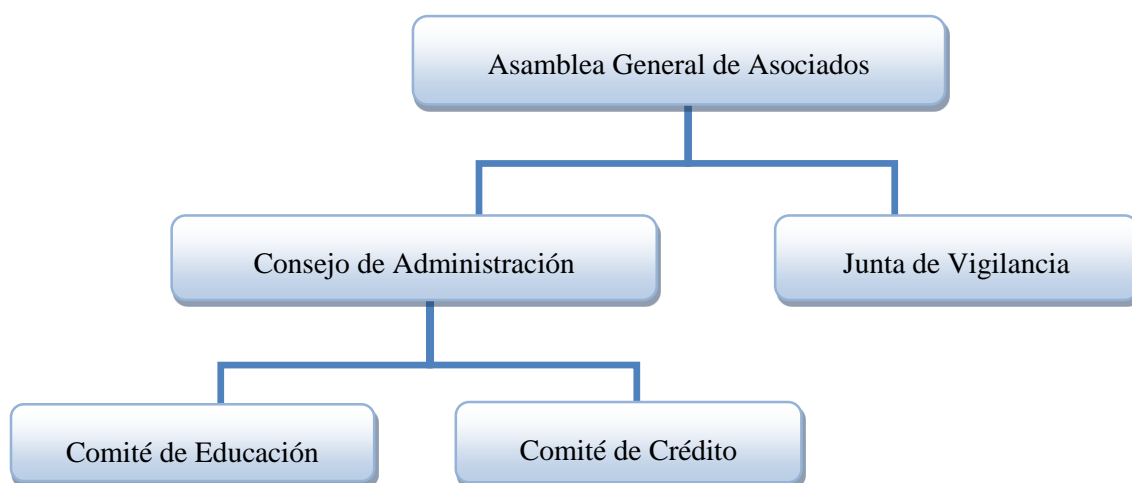 Asamblea General de Asociados
Consejo de Administración
Junta de Vigilancia
Comité de Educación
Comité de Crédito